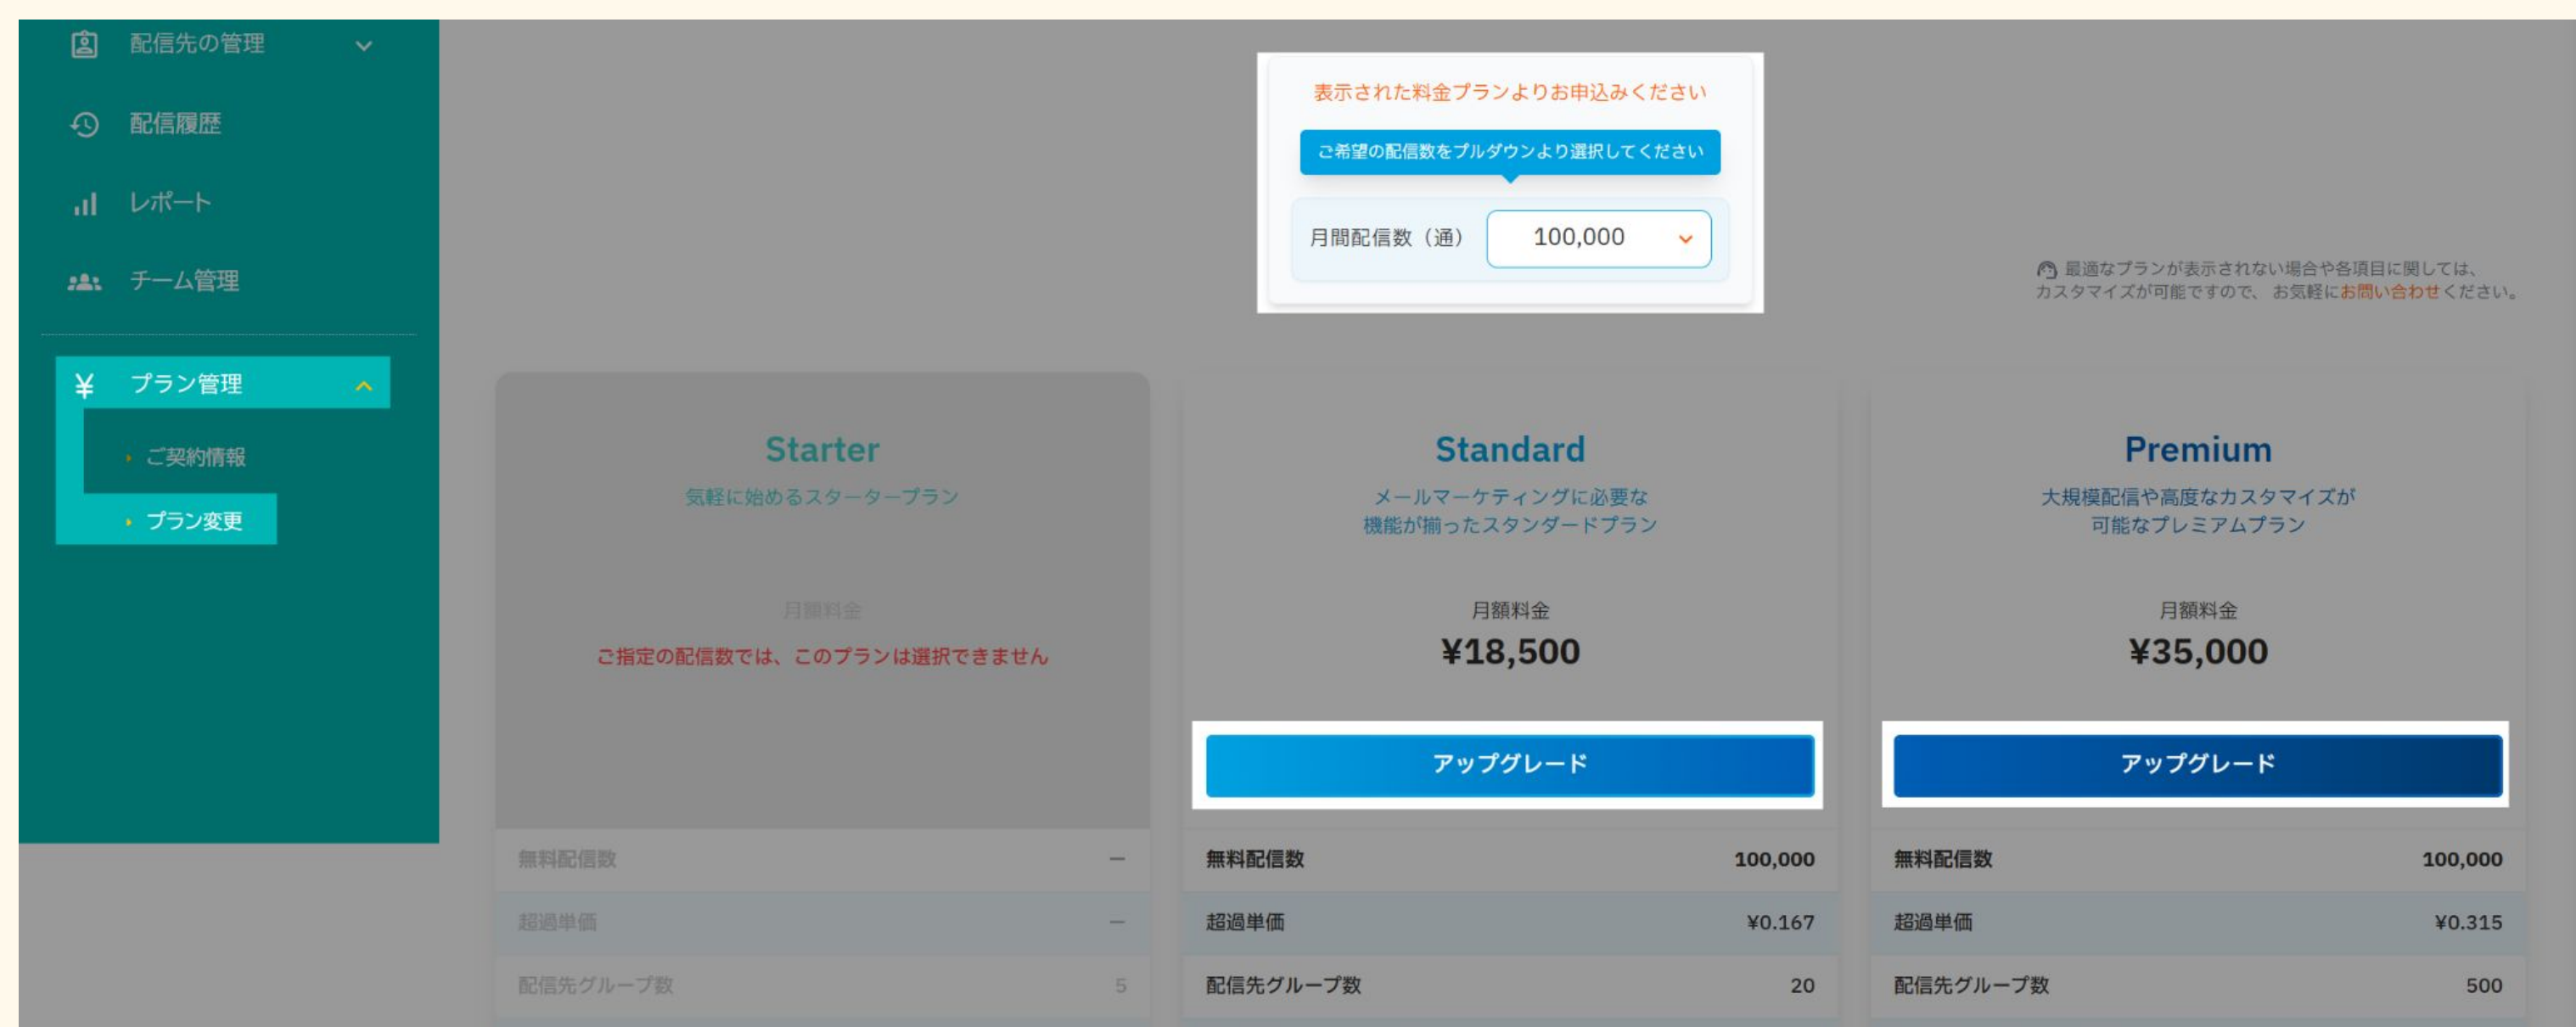 配信先の管理
配信履歴
レポート
チーム管理
¥ プラン管理
ご契約情報
プラン変更
表示された料金プランよりお申込みください
ご希望の配信数をプルダウンより選択してください
月間配信数（通） 100,000
最適なプランが表示されない場合や各項目に関しては、
カスタマイズが可能ですので、 お気軽にお問い合わせください。
Starter
気軽に始めるスタータープラン
月額料金
ご指定の配信数では、このプランは選択できません
無料配信数 —
超過単価 —
配信先グループ数 5
Standard
メールマーケティングに必要な
機能が揃ったスタンダードプラン
月額料金
¥18,500
アップグレード
無料配信数 100,000
超過単価 ¥0.167
配信先グループ数 20
Premium
大規模配信や高度なカスタマイズが
可能なプレミアムプラン
月額料金
¥35,000
アップグレード
無料配信数 100,000
超過単価 ¥0.315
配信先グループ数 500